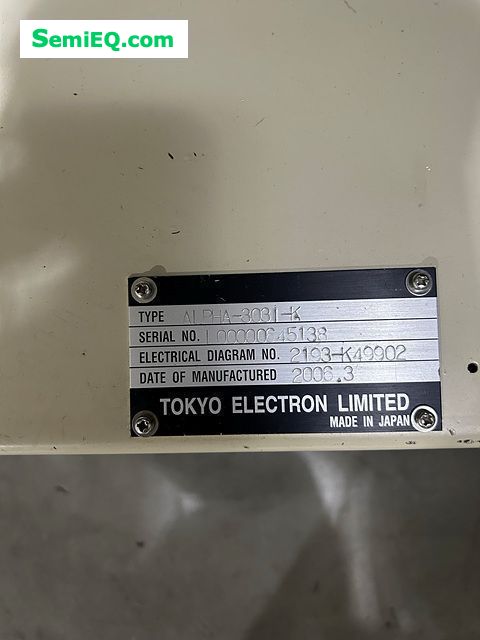 SemiEQ.com
TYPE ALPHA-303i-K
SERIAL NO.
ELECTRICAL DIAGRAM NO. 2193-K49902
DATE OF MANUFACTURED 2006.3
TOKYO ELECTRON LIMITED
MADE IN JAPAN